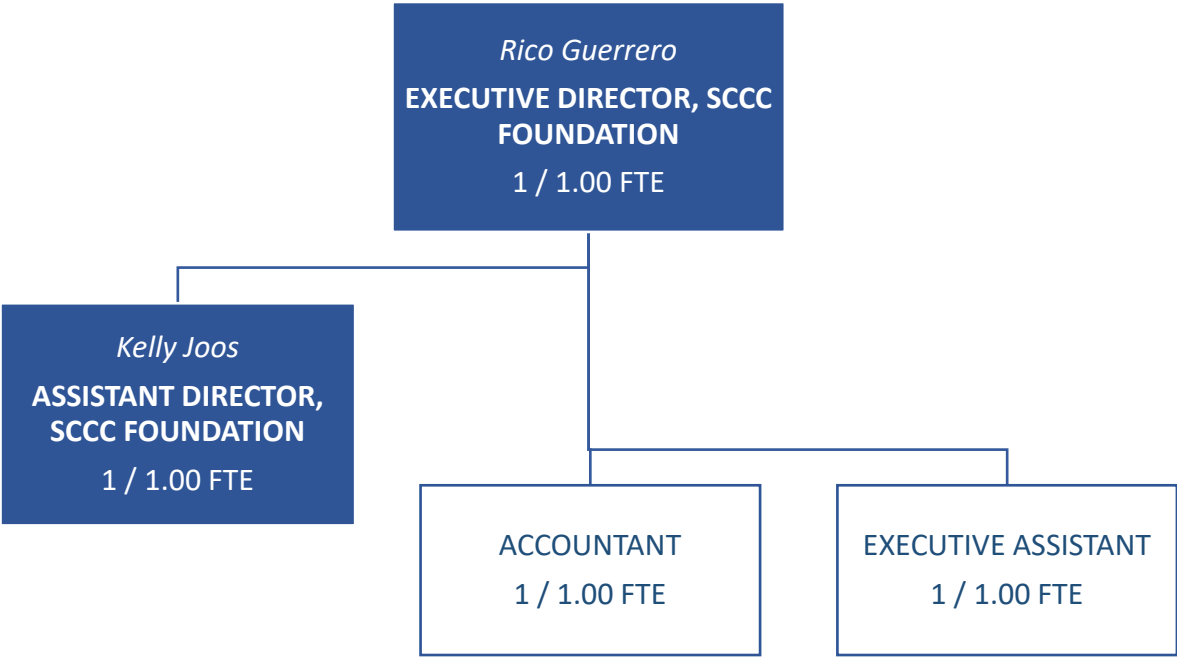 Rico Guerrero
EXECUTIVE DIRECTOR, SCCC
FOUNDATION
1 / 1.00 FTE
Kelly Joos
ASSISTANT DIRECTOR,
SCCC FOUNDATION
1 / 1.00 FTE
ACCOUNTANT
1 / 1.00 FTE
EXECUTIVE ASSISTANT
1 / 1.00 FTE